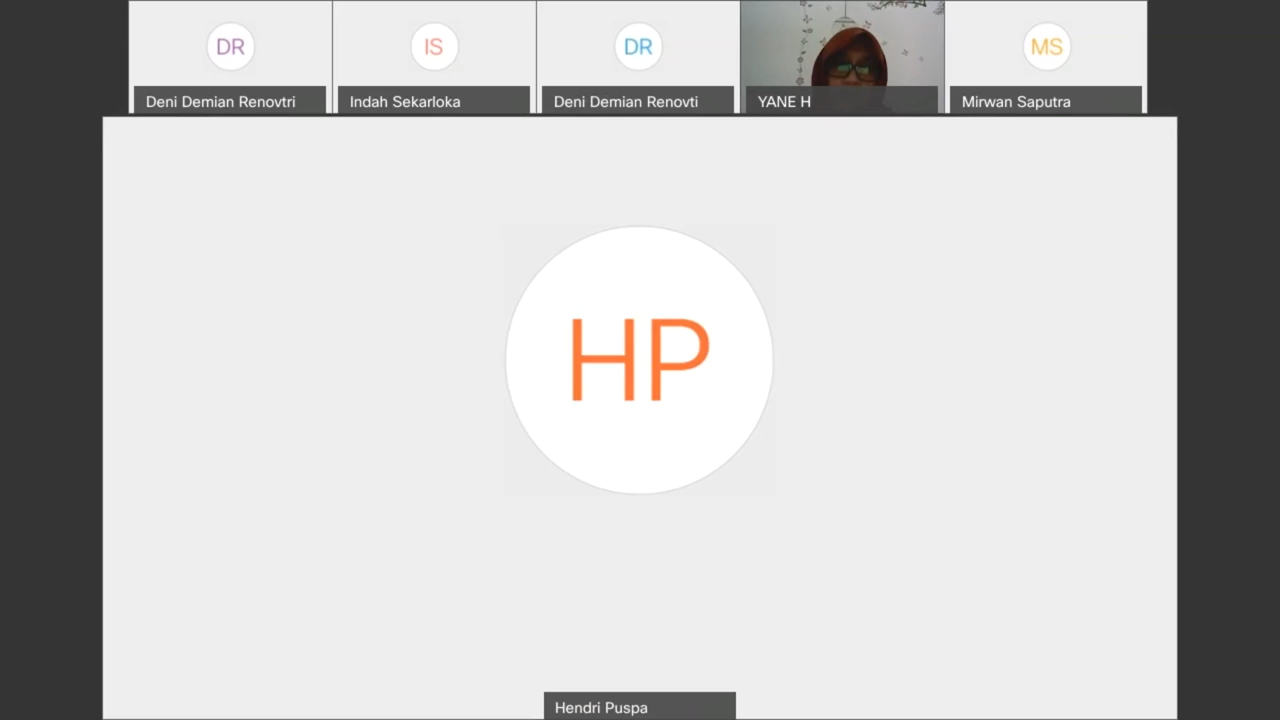 DR
Deni Demian Renovtri
IS
Indah Sekarloka
DR
Deni Demian Renovti
YANE H
MS
Mirwan Saputra
HP
Hendri Puspa